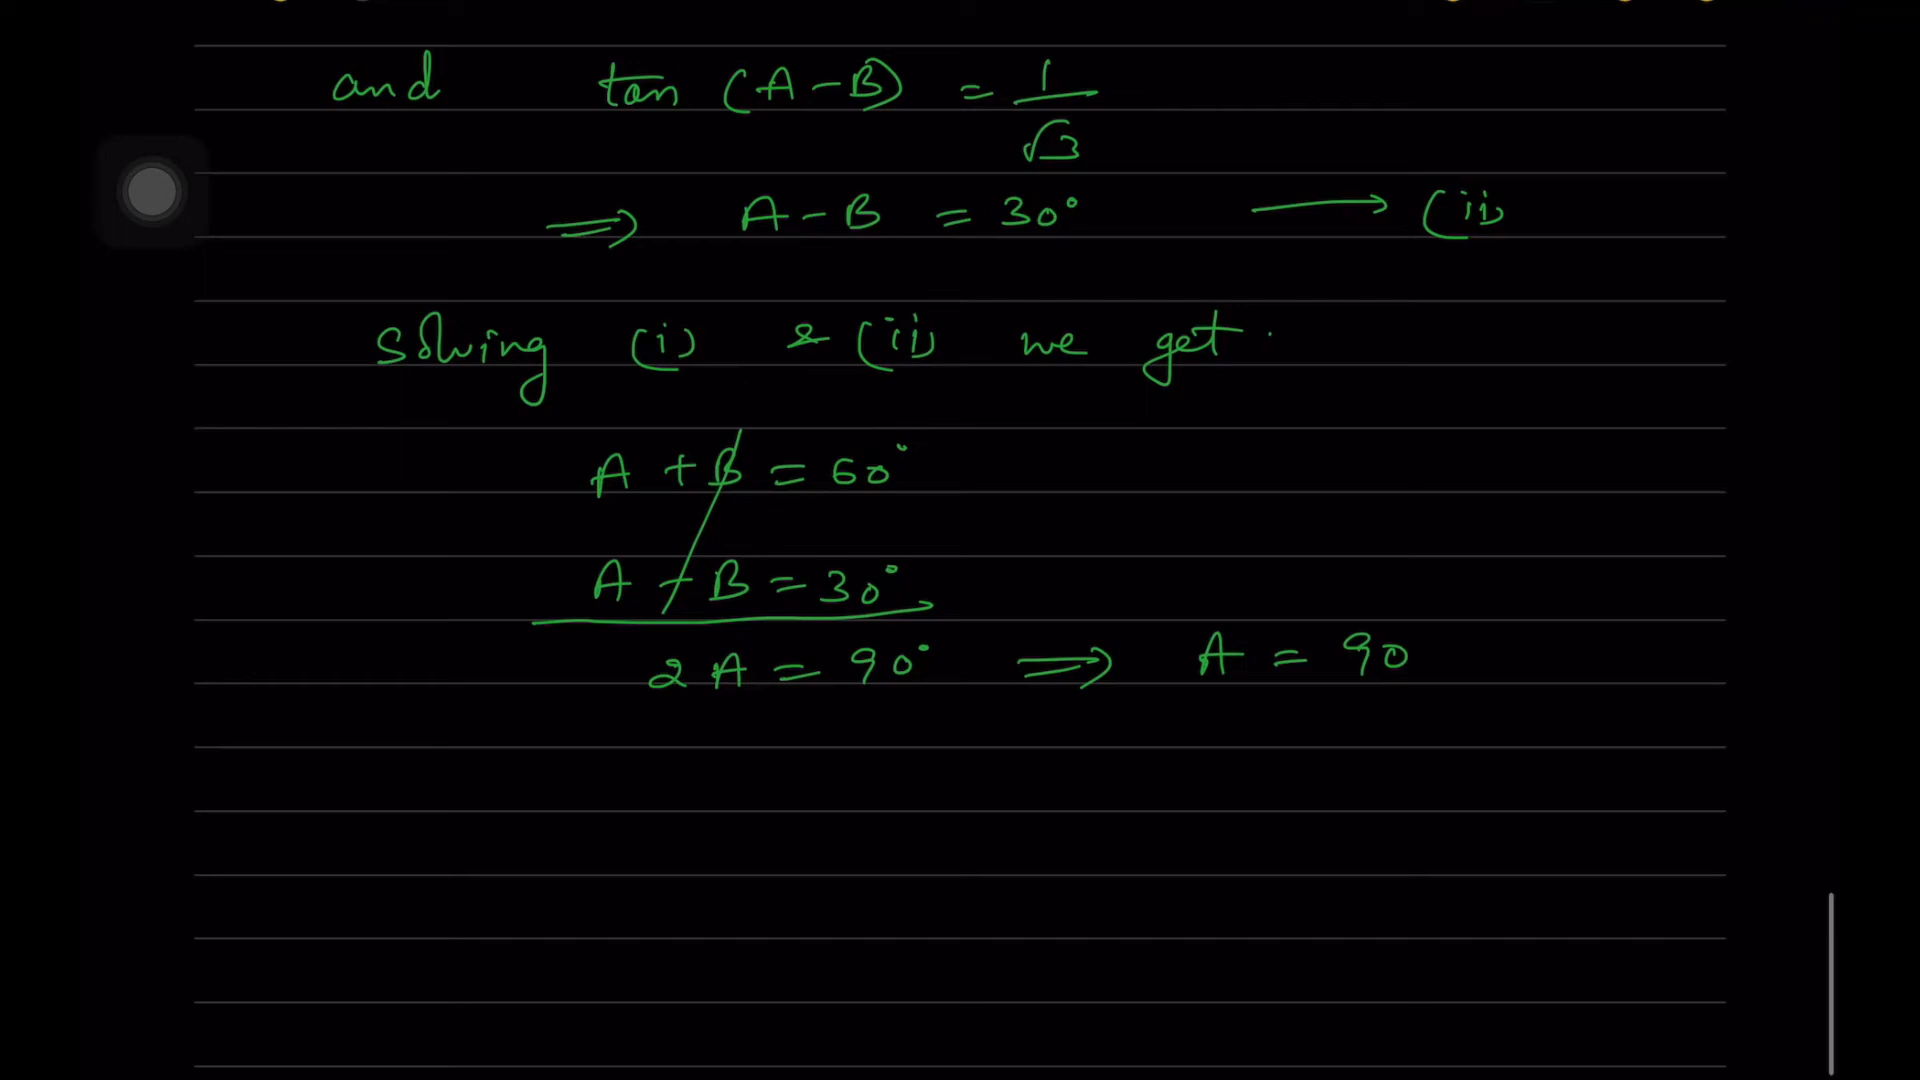 and tan (A - B) = 1/√3
⇒ A - B = 30° → (ii)
Solving (i) & (ii) we get .
A + B = 60°
A - B = 30°
2A = 90° ⇒ A = 90